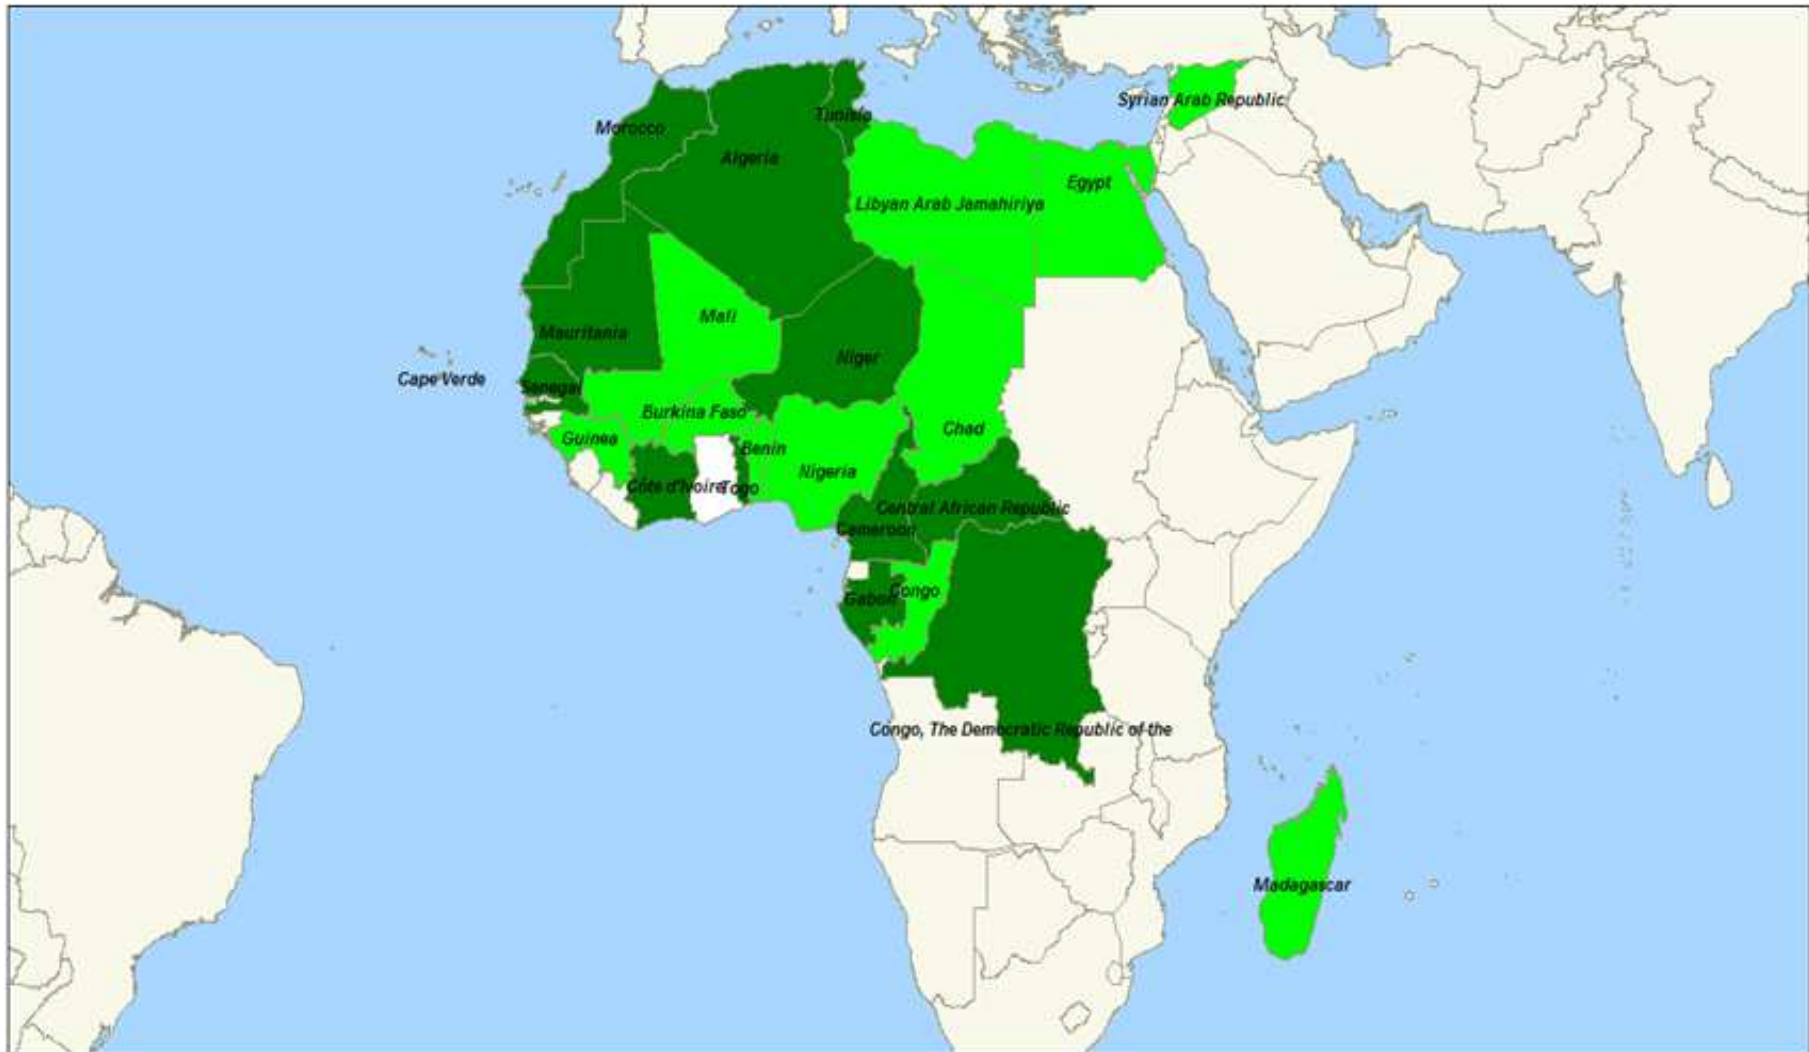 Syrian Arab Republic
Tunisia
Morocco
Algeria
Egypt
Libyan Arab Jamahiriya
Mali
Mauritania
Niger
Cape Verde
Senegal
Burkina Faso
Chad
Guinea
Benin
Nigeria
Côte d'Ivoire
Togo
Central African Republic
Cameroon
Congo
Gabon
Congo, The Democratic Republic of the
Madagascar